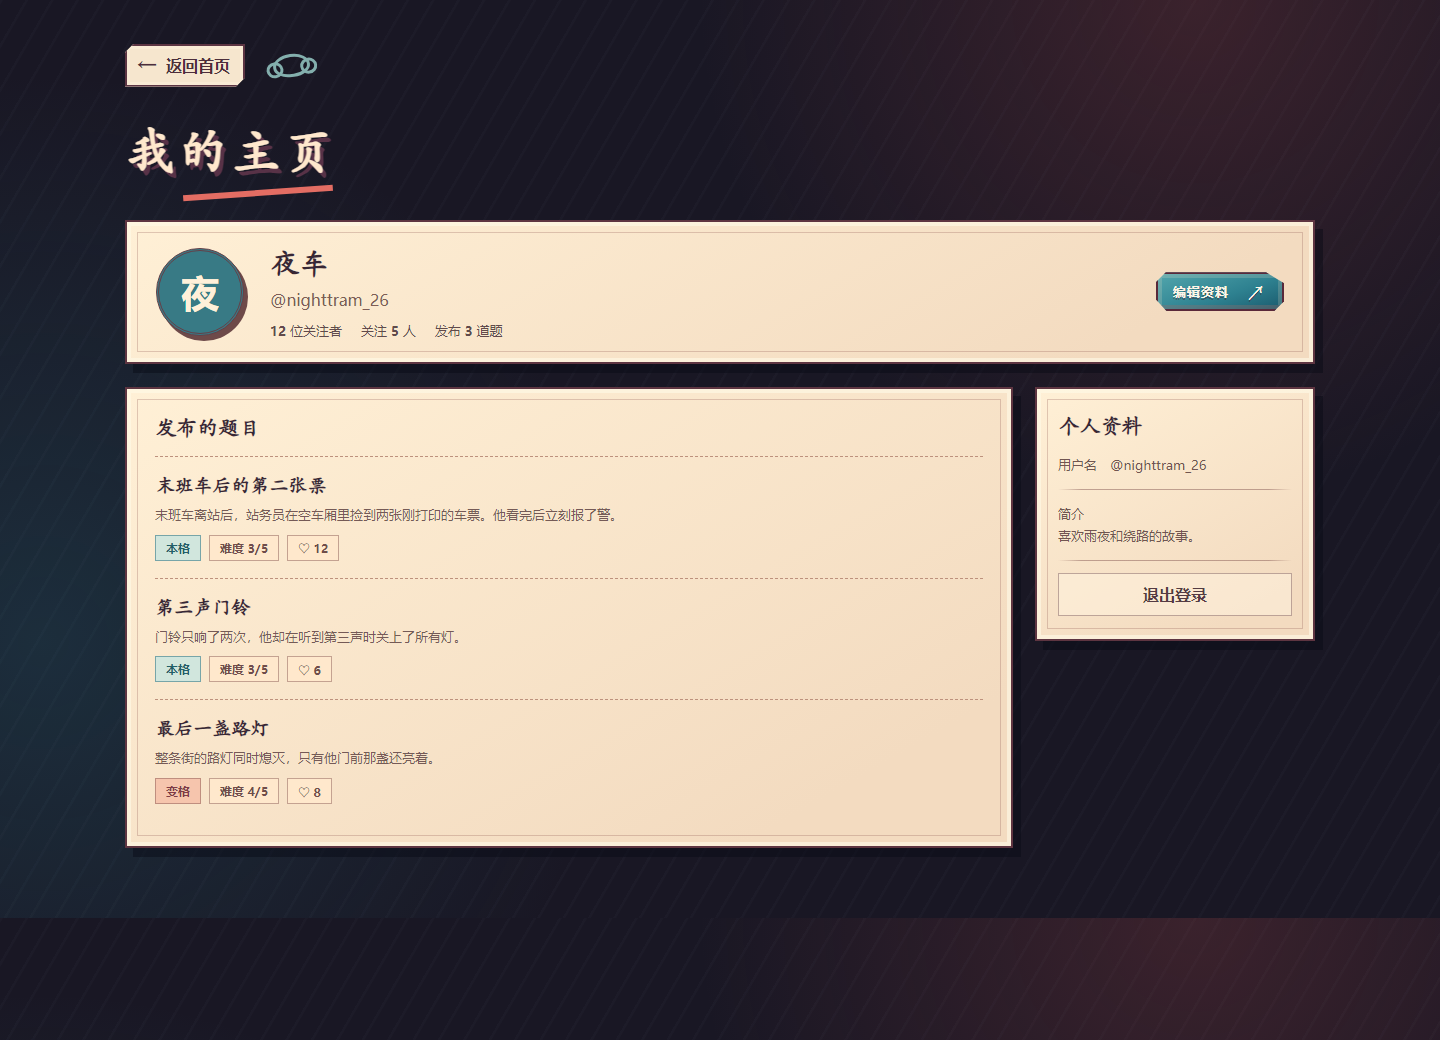 ← 返回首页
我的主页
夜
夜车
@nighttram_26
12 位关注者 关注 5 人 发布 3 道题
编辑资料 ↗
发布的题目
末班车后的第二张票
末班车离站后，站务员在空车厢里捡到两张刚打印的车票。他看完后立刻报了警。
本格 难度 3/5 ♡ 12
第三声门铃
门铃只响了两次，他却在听到第三声时关上了所有灯。
本格 难度 3/5 ♡ 6
最后一盏路灯
整条街的路灯同时熄灭，只有他门前那盏还亮着。
变格 难度 4/5 ♡ 8
个人资料
用户名 @nighttram_26
简介
喜欢雨夜和绕路的故事。
退出登录